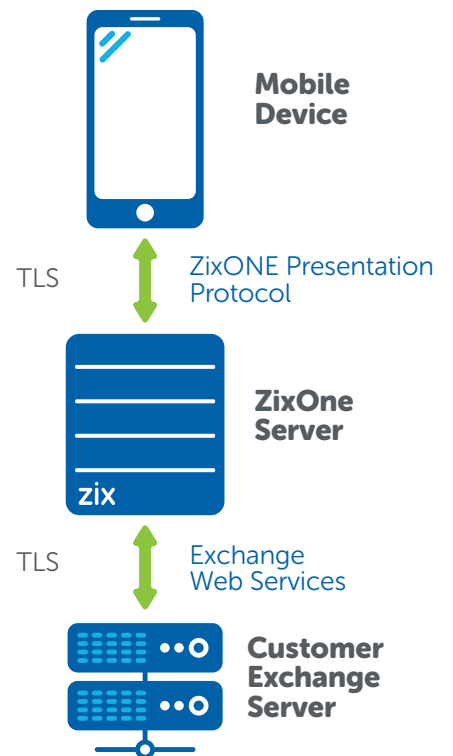 Mobile
Device
TLS
ZixONE Presentation
Protocol
ZixOne
Server
zix
TLS
Exchange
Web Services
Customer
Exchange
Server